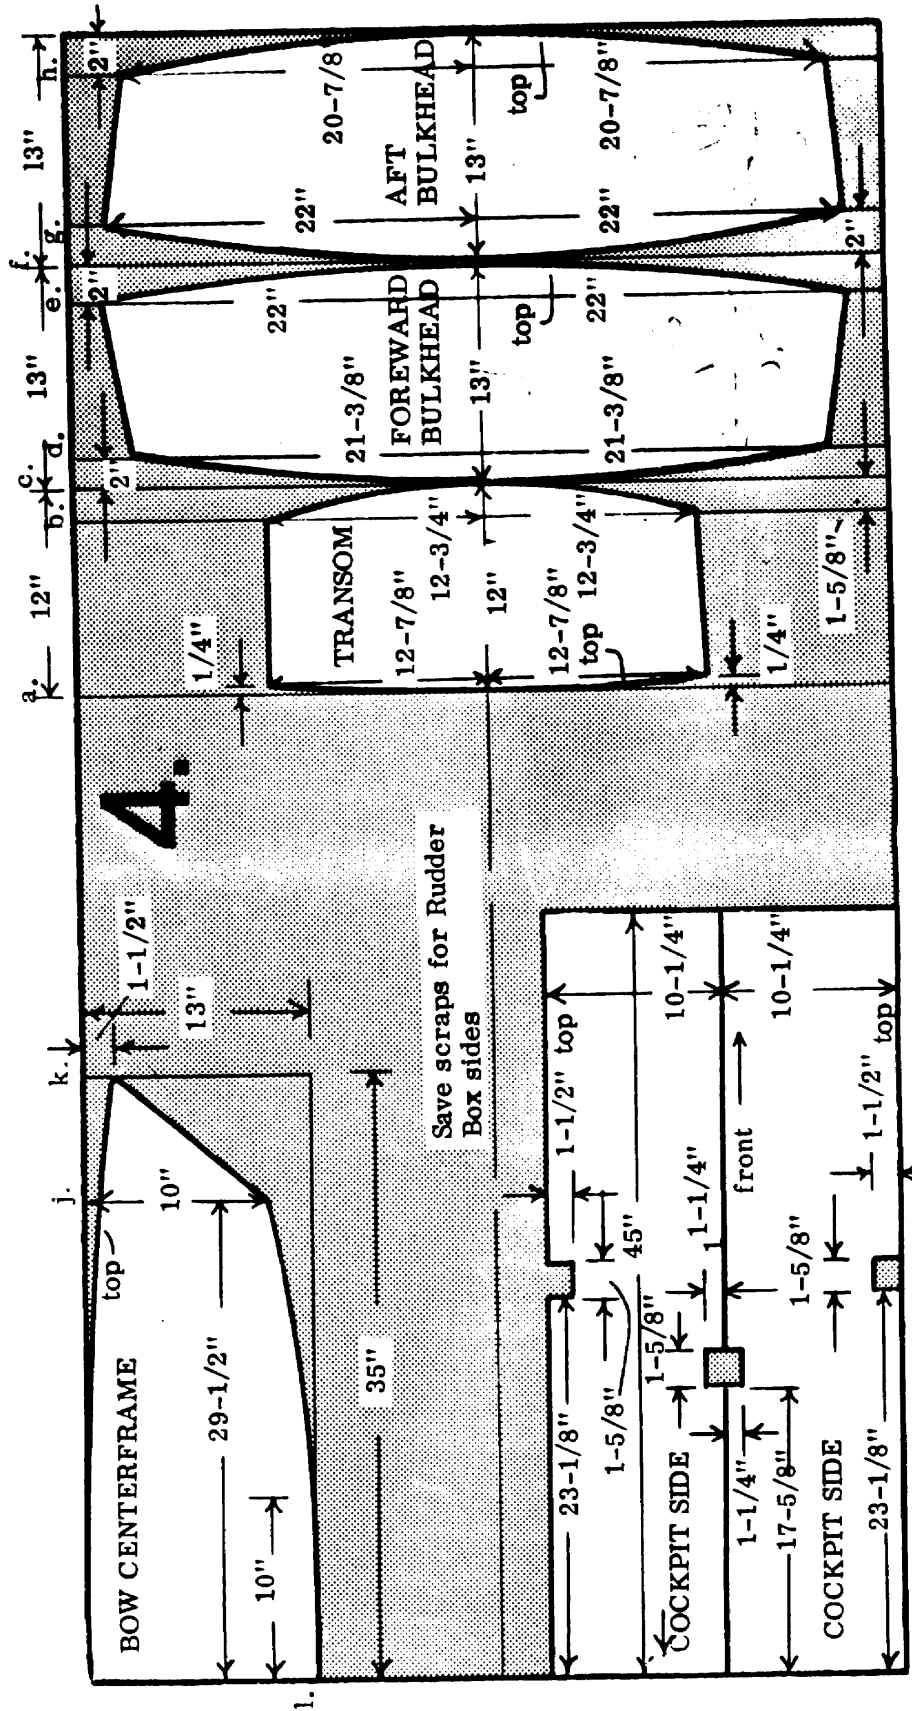 4.
a.
12"
b.
c.
13"
d.
e.
13"
f.
g.
h.
2"
2"
2"
BOW CENTERFRAME
top
j.
k.
l.
1-1/2"
13"
10"
29-1/2"
10"
35"
Save scraps for Rudder
Box sides
1/4"
TRANSOM
12-7/8"
12-3/4"
12"
12-7/8"
12-3/4"
top
1/4"
1-5/8"
21-3/8"
22"
FOREWARD
BULKHEAD
13"
top
21-3/8"
22"
22"
20-7/8
AFT
BULKHEAD
13"
top
22"
20-7/8"
2"
23-1/8"
1-5/8"
1-1/2" top
45"
10-1/4"
1-5/8"
1-1/4"
COCKPIT SIDE
front
1-1/4"
17-5/8"
10-1/4"
1-5/8"
COCKPIT SIDE
23-1/8"
1-1/2" top